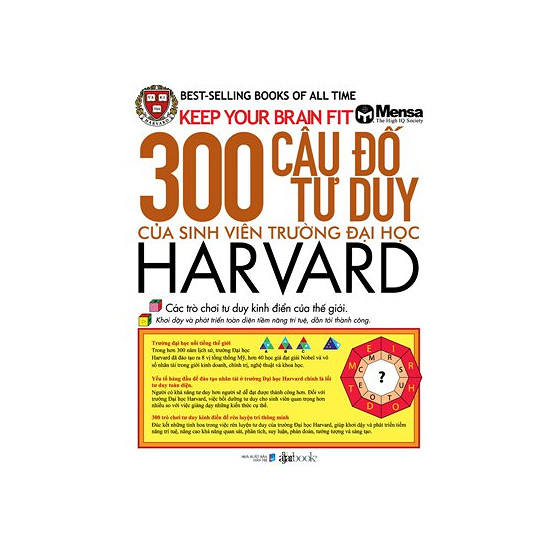 BEST-SELLING BOOKS OF ALL TIME
KEEP YOUR BRAIN FIT
Mensa
The High IQ Society
HARVARD
300 CÂU ĐỐ
TƯ DUY
CỦA SINH VIÊN TRƯỜNG ĐẠI HỌC
HARVARD
Các trò chơi tư duy kinh điển của thế giới.
Khơi dậy và phát triển toàn diện tiềm năng trí tuệ, dẫn tới thành công.
Trường đại học nổi tiếng thế giới
Trong hơn 300 năm lịch sử, trường Đại học
Harvard đã đào tạo ra 8 vị tổng thống Mỹ, hơn 40 học giả đạt giải Nobel và vô
số nhân tài trong giới kinh doanh, chính trị, nghệ thuật và khoa học.
A B C
Yếu tố hàng đầu để đào tạo nhân tài ở trường Đại học Harvard chính là lối
tư duy toàn diện.
Người có khả năng tư duy hơn người sẽ dễ đạt được thành công hơn. Đối với
trường Đại học Harvard, việc bồi dưỡng tư duy cho sinh viên quan trọng hơn
nhiều so với việc giảng dạy những kiến thức cụ thể.
300 trò chơi tư duy kinh điển để rèn luyện trí thông minh
Đúc kết những tinh hoa trong việc rèn luyện tư duy của trường Đại học Harvard, giúp khơi dậy và phát triển tiềm
năng trí tuệ, nâng cao khả năng quan sát, phân tích, suy luận, phán đoán, tưởng tượng và sáng tạo.
?
NHÀ XUẤT BẢN
DÂN TRÍ
book